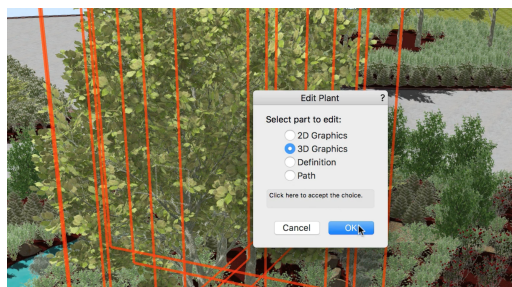 Edit Plant ?
Select part to edit:
2D Graphics
3D Graphics
Definition
Path
Click here to accept the choice.
Cancel OK